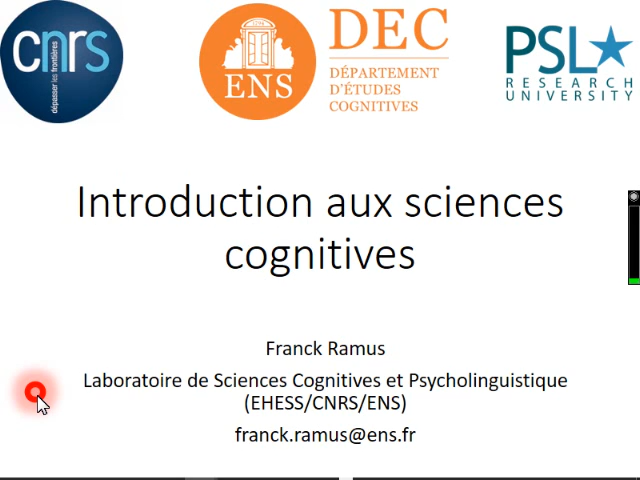 cnrs
dépasser les frontières
ENS
DEC
DÉPARTEMENT
D'ÉTUDES
COGNITIVES
PSL
RESEARCH
UNIVERSITY
Introduction aux sciences
cognitives
Franck Ramus
Laboratoire de Sciences Cognitives et Psycholinguistique
(EHESS/CNRS/ENS)
franck.ramus@ens.fr